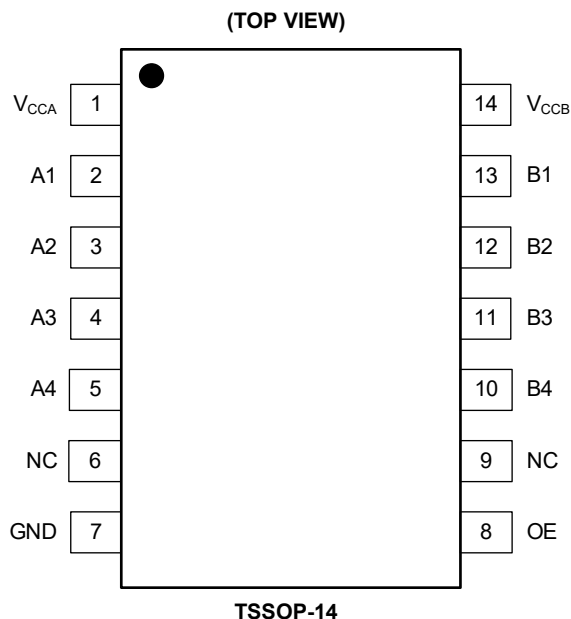 (TOP VIEW)
VCCA 1 14 VCCB
A1 2 13 B1
A2 3 12 B2
A3 4 11 B3
A4 5 10 B4
NC 6 9 NC
GND 7 8 OE
TSSOP-14